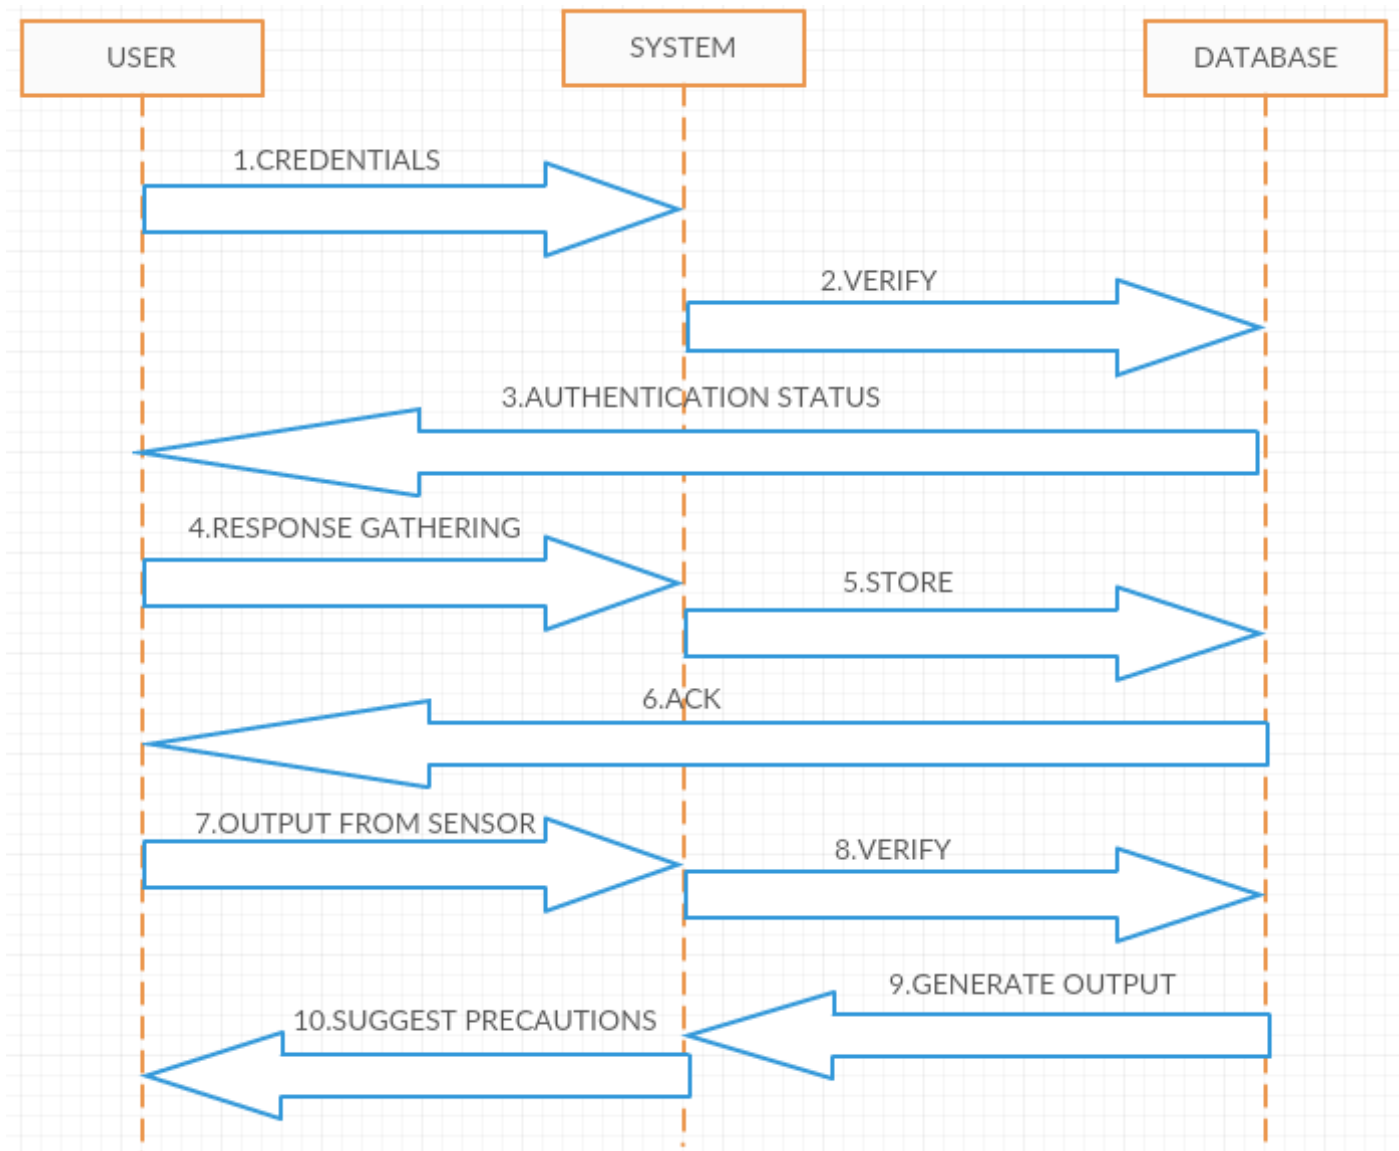 USER
SYSTEM
DATABASE
1.CREDENTIALS
2.VERIFY
3.AUTHENTICATION STATUS
4.RESPONSE GATHERING
5.STORE
6.ACK
7.OUTPUT FROM SENSOR
8.VERIFY
9.GENERATE OUTPUT
10.SUGGEST PRECAUTIONS